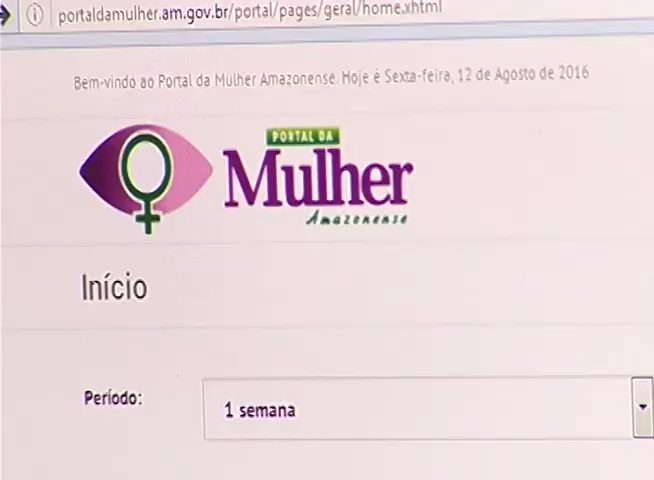 portaldamulher.am.gov.br/portal/pages/geral/home.xhtml
Bem-vindo ao Portal da Mulher Amazonense. Hoje é Sexta-feira, 12 de Agosto de 2016
PORTAL DA
Mulher
Amazonense
Início
Período:
1 semana